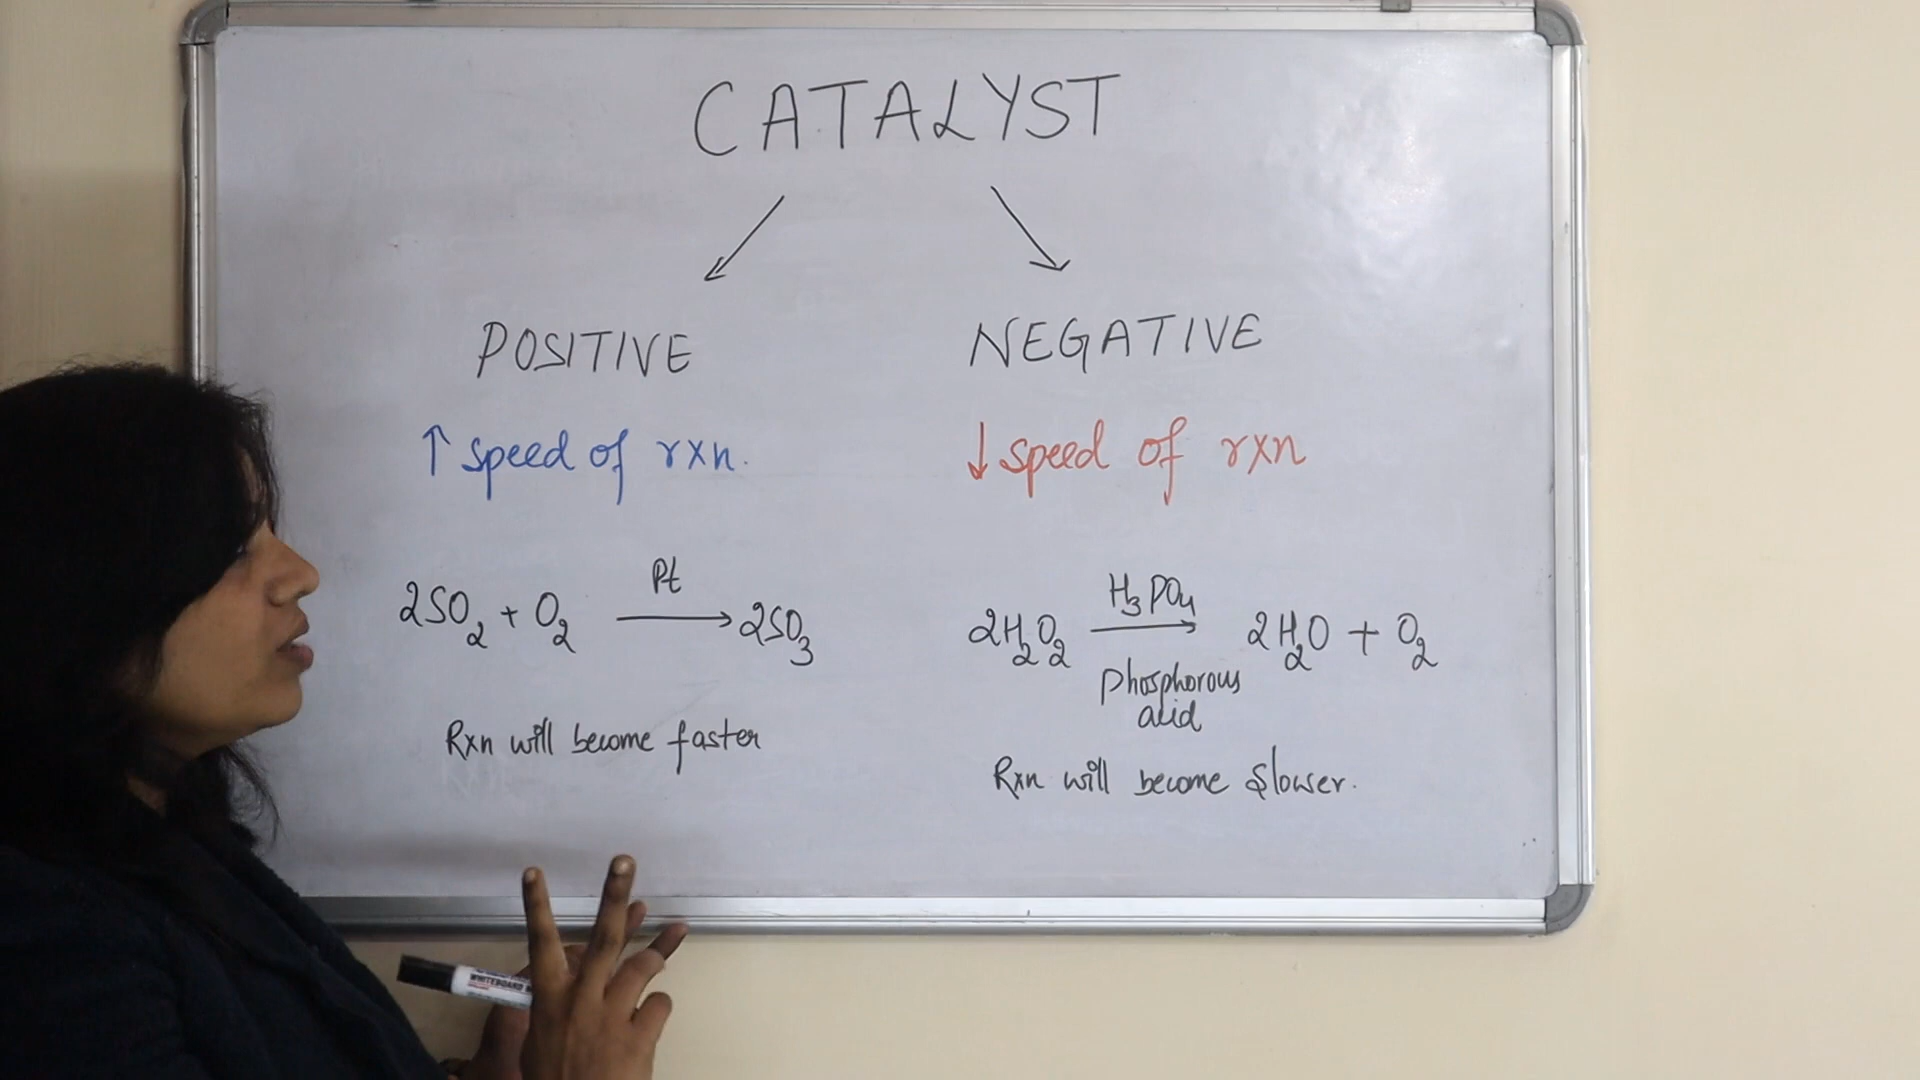 CATALYST
POSITIVE
NEGATIVE
↑ speed of rxn.
↓ speed of rxn
2SO₂ + O₂ Pt → 2SO₃
2H₂O₂ H₃PO₄ → 2H₂O + O₂
phosphorous
acid
Rxn will become faster
Rxn will become slower.
WHITEBOARD